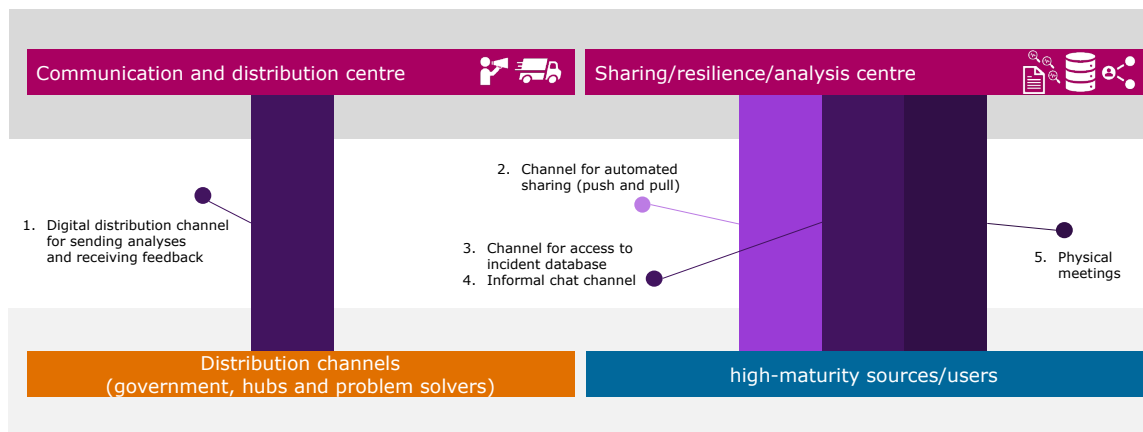 Communication and distribution centre
Sharing/resilience/analysis centre
1. Digital distribution channel
for sending analyses
and receiving feedback
2. Channel for automated
sharing (push and pull)
3. Channel for access to
incident database
4. Informal chat channel
5. Physical
meetings
Distribution channels
(government, hubs and problem solvers)
high-maturity sources/users